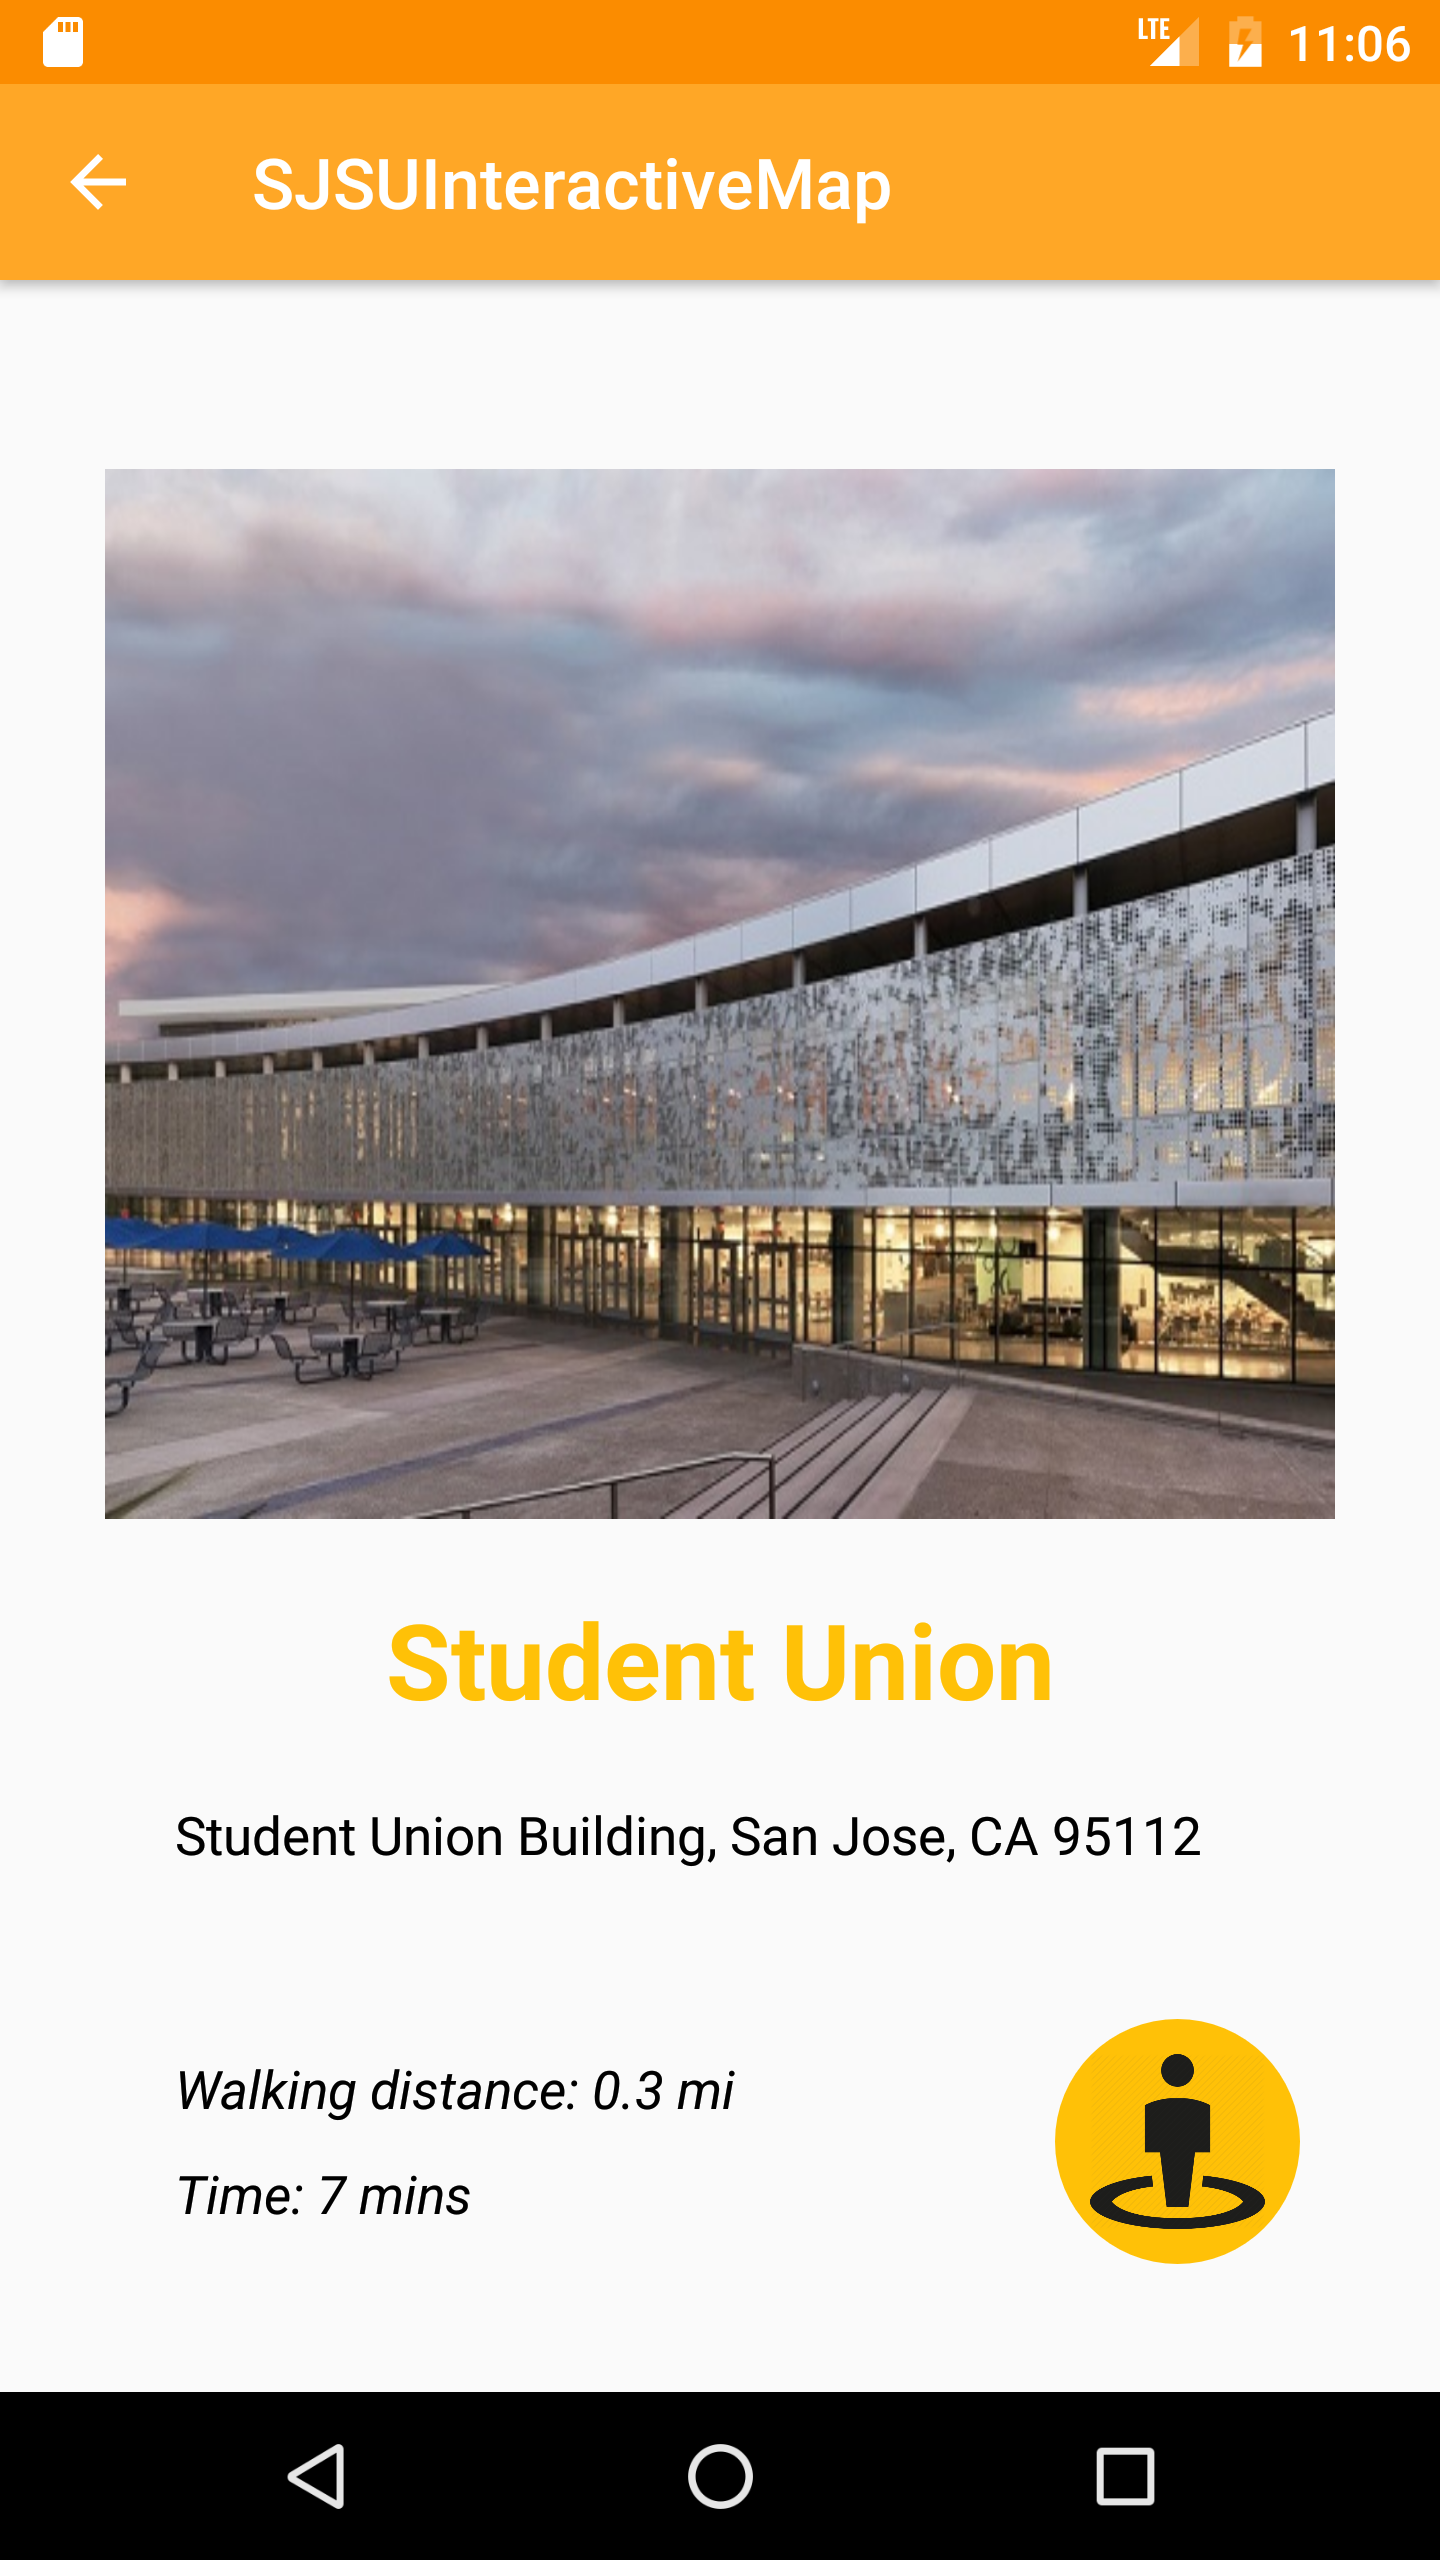 LTE 11:06
SJSUInteractiveMap
Student Union
Student Union Building, San Jose, CA 95112
Walking distance: 0.3 mi
Time: 7 mins